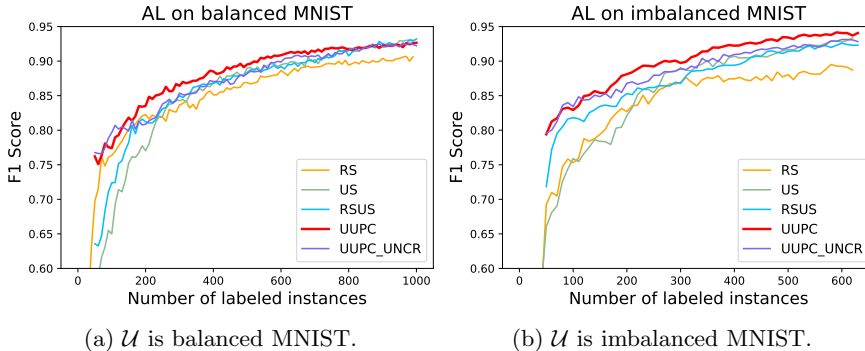 AL on balanced MNIST
0.95
0.90
0.85
0.80
0.75
0.70
0.65
0.60
F1 Score
0 200 400 600 800 1000
Number of labeled instances
RS
US
RSUS
UUPC
UUPC_UNCR
(a) 𝒰 is balanced MNIST.
AL on imbalanced MNIST
0.95
0.90
0.85
0.80
0.75
0.70
0.65
0.60
F1 Score
0 100 200 300 400 500 600
Number of labeled instances
RS
US
RSUS
UUPC
UUPC_UNCR
(b) 𝒰 is imbalanced MNIST.